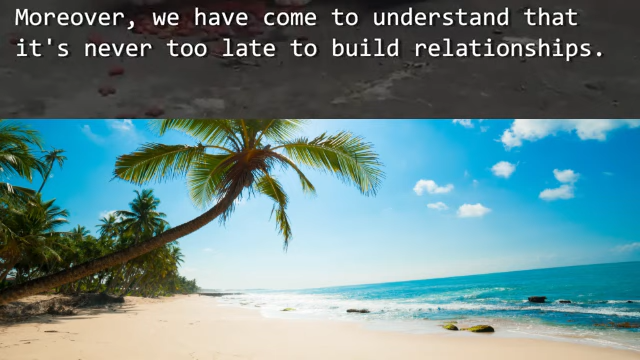 Moreover, we have come to understand that
it's never too late to build relationships.